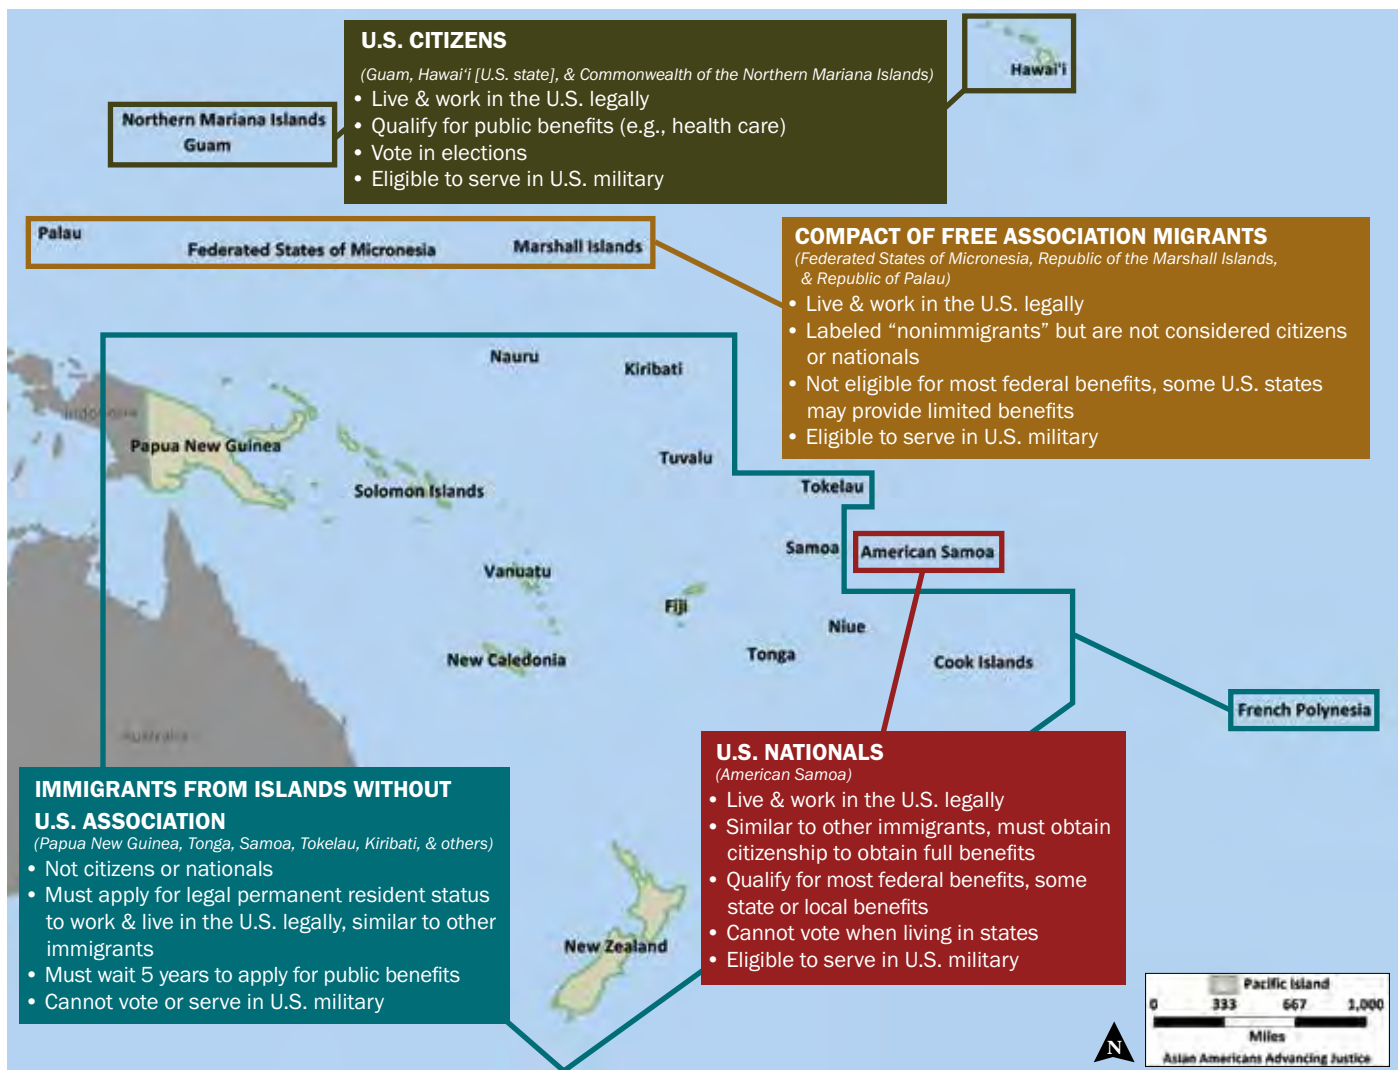 U.S. CITIZENS
(Guam, Hawai‘i [U.S. state], & Commonwealth of the Northern Mariana Islands)
• Live & work in the U.S. legally
• Qualify for public benefits (e.g., health care)
• Vote in elections
• Eligible to serve in U.S. military
Hawai'i
Northern Mariana Islands
Guam
Palau
Federated States of Micronesia
Marshall Islands
COMPACT OF FREE ASSOCIATION MIGRANTS
(Federated States of Micronesia, Republic of the Marshall Islands,
& Republic of Palau)
• Live & work in the U.S. legally
• Labeled “nonimmigrants” but are not considered citizens
or nationals
• Not eligible for most federal benefits, some U.S. states
may provide limited benefits
• Eligible to serve in U.S. military
Nauru
Kiribati
Indonesia
Papua New Guinea
Tuvalu
Solomon Islands
Tokelau
Samoa
American Samoa
Vanuatu
Fiji
Niue
New Caledonia
Tonga
Cook Islands
French Polynesia
Australia
U.S. NATIONALS
(American Samoa)
• Live & work in the U.S. legally
• Similar to other immigrants, must obtain
citizenship to obtain full benefits
• Qualify for most federal benefits, some
state or local benefits
• Cannot vote when living in states
• Eligible to serve in U.S. military
IMMIGRANTS FROM ISLANDS WITHOUT
U.S. ASSOCIATION
(Papua New Guinea, Tonga, Samoa, Tokelau, Kiribati, & others)
• Not citizens or nationals
• Must apply for legal permanent resident status
to work & live in the U.S. legally, similar to other
immigrants
• Must wait 5 years to apply for public benefits
• Cannot vote or serve in U.S. military
New Zealand
N
Pacific Island
0 333 667 1,000
Miles
Asian Americans Advancing Justice